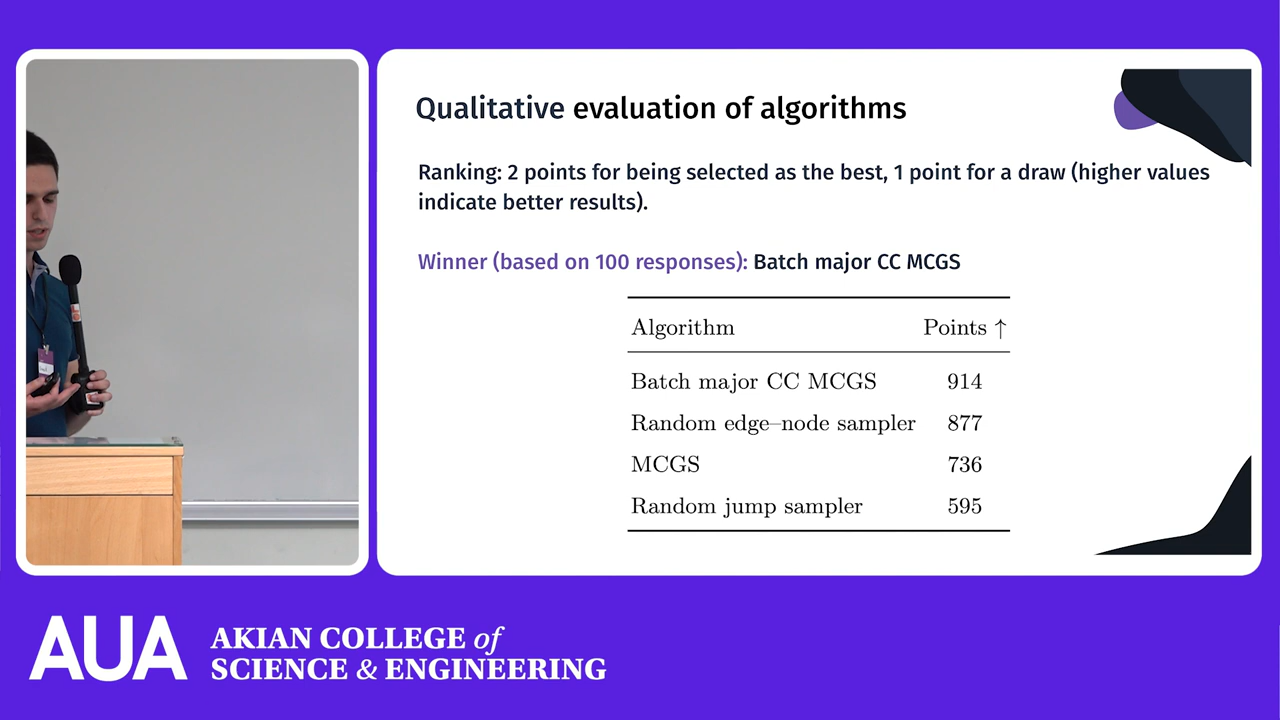 Qualitative evaluation of algorithms
Ranking: 2 points for being selected as the best, 1 point for a draw (higher values
indicate better results).
Winner (based on 100 responses): Batch major CC MCGS
Algorithm Points ↑
Batch major CC MCGS 914
Random edge–node sampler 877
MCGS 736
Random jump sampler 595
AUA
AKIAN COLLEGE of
SCIENCE & ENGINEERING